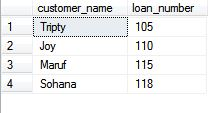 customer_name loan_number
1 Tripty 105
2 Joy 110
3 Maruf 115
4 Sohana 118